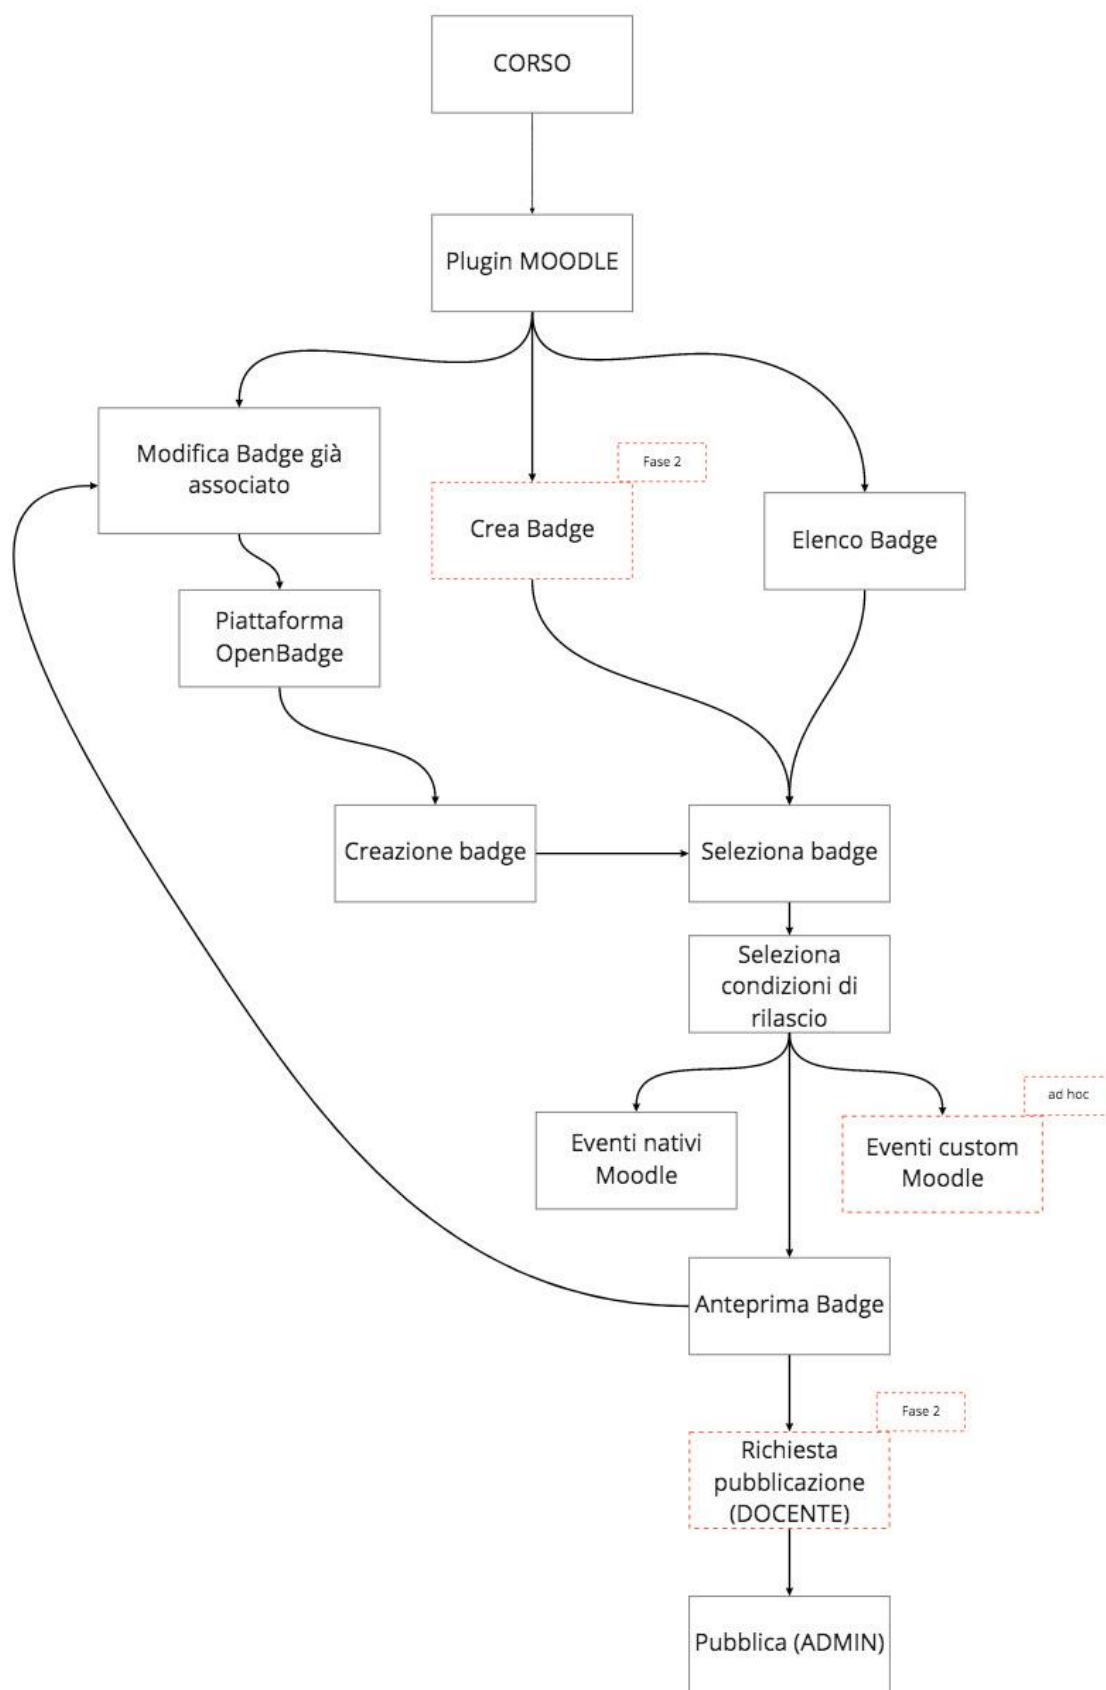 CORSO
Plugin MOODLE
Modifica Badge già
associato
Fase 2
Crea Badge
Elenco Badge
Piattaforma
OpenBadge
Creazione badge
Seleziona badge
Seleziona
condizioni di
rilascio
Eventi nativi
Moodle
ad hoc
Eventi custom
Moodle
Anteprima Badge
Fase 2
Richiesta
pubblicazione
(DOCENTE)
Pubblica (ADMIN)